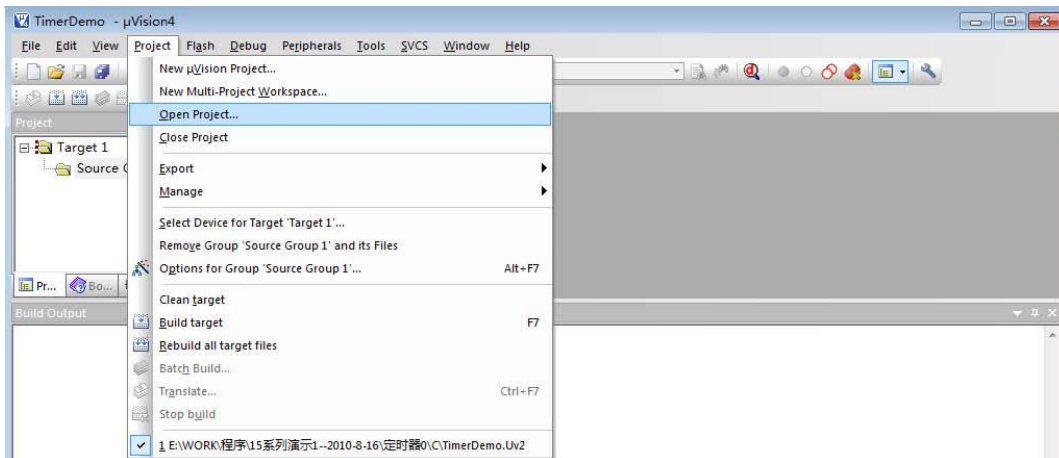 TimerDemo - µVision4
File Edit View Project Flash Debug Peripherals Tools SVCS Window Help
New µVision Project...
New Multi-Project Workspace...
Project
Open Project...
Target 1
Close Project
Source
Export
Manage
Select Device for Target 'Target 1'...
Remove Group 'Source Group 1' and its Files
Options for Group 'Source Group 1'... Alt+F7
Pr... Bo...
Clean target
Build Output
Build target F7
Rebuild all target files
Batch Build...
Translate... Ctrl+F7
Stop build
1 E:\WORK\程序\15系列演示1--2010-8-16\定时器0\C\TimerDemo.Uv2